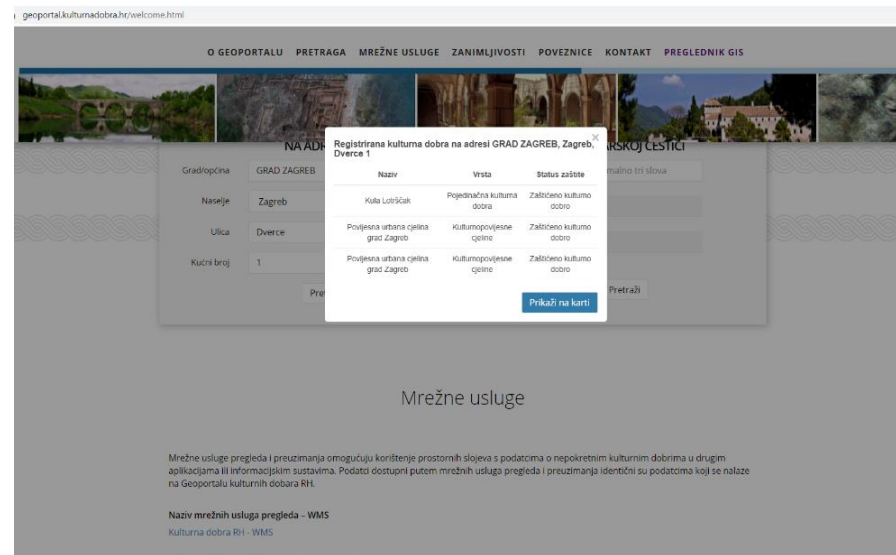 geoportal.kulturnadobra.hr/welcome.html
O GEOPORTALU PRETRAGA MREŽNE USLUGE ZANIMLJIVOSTI POVEZNICE KONTAKT PREGLEDNIK GIS
NA ADR
ARSKOJ ČESTICI
Grad/općina GRAD ZAGREB
malno tri slova
Naselje Zagreb
Ulica Dverce
Kućni broj 1
Pre
Pretraži
Registrirana kulturna dobra na adresi GRAD ZAGREB, Zagreb,
Dverce 1
×
Naziv Vrsta Status zaštite
Kula Lotrščak Pojedinačna kulturna dobra Zaštićeno kulturno dobro
Povijesna urbana cjelina grad Zagreb Kulturnopovijesne cjeline Zaštićeno kulturno dobro
Povijesna urbana cjelina grad Zagreb Kulturnopovijesne cjeline Zaštićeno kulturno dobro
Prikaži na karti
Mrežne usluge
Mrežne usluge pregleda i preuzimanja omogućuju korištenje prostornih slojeva s podatcima o nepokretnim kulturnim dobrima u drugim
aplikacijama ili informacijskim sustavima. Podatci dostupni putem mrežnih usluga pregleda i preuzimanja identični su podatcima koji se nalaze
na Geoportalu kulturnih dobara RH.
Naziv mrežnih usluga pregleda – WMS
Kulturna dobra RH - WMS